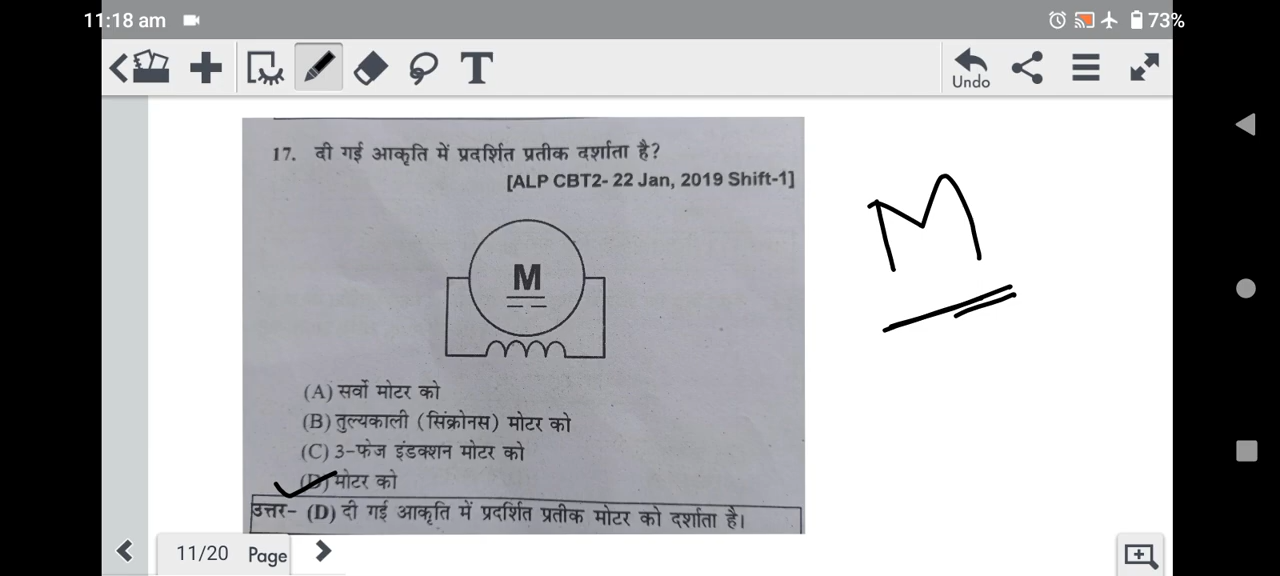 11:18 am
73%
T
Undo
17. दी गई आकृति में प्रदर्शित प्रतीक दर्शाता है?
[ALP CBT2- 22 Jan, 2019 Shift-1]
M
M
(A) सर्वो मोटर को
(B) तुल्यकाली (सिंक्रोनस) मोटर को
(C) 3-फेज इंडक्शन मोटर को
(D) मोटर को
उत्तर- (D) दी गई आकृति में प्रदर्शित प्रतीक मोटर को दर्शाता है।
11/20 Page